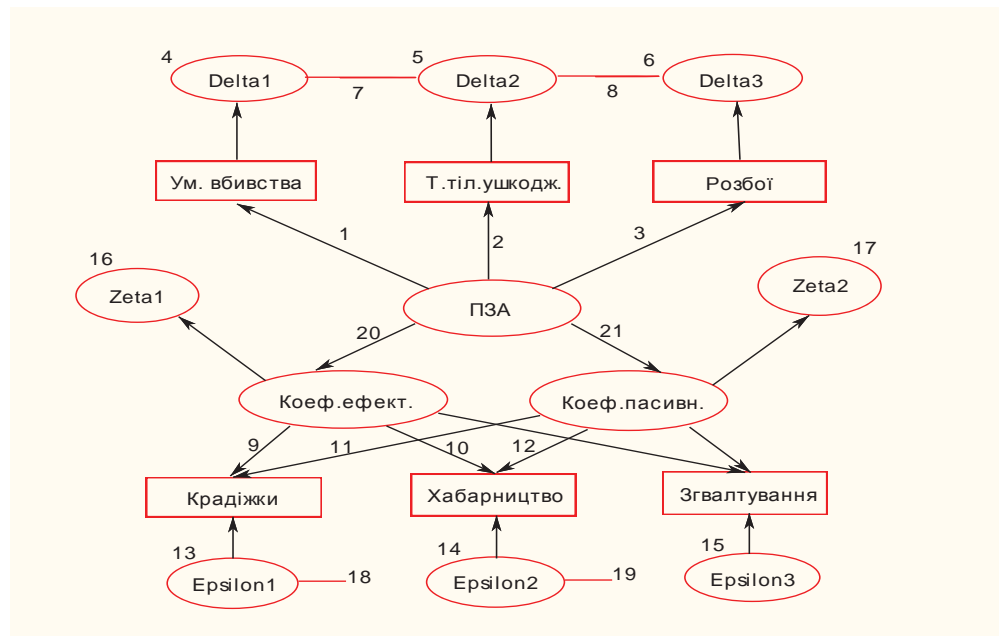 4
5
6
Delta1
Delta2
Delta3
7
8
Ум. вбивства
Т.тіл.ушкодж.
Розбої
1
2
3
16
17
Zeta1
ПЗА
Zeta2
20
21
Коеф.ефект.
Коеф.пасивн.
9
11
10
12
Крадіжки
Хабарництво
Згвалтування
13
14
15
Epsilon1
18
Epsilon2
19
Epsilon3